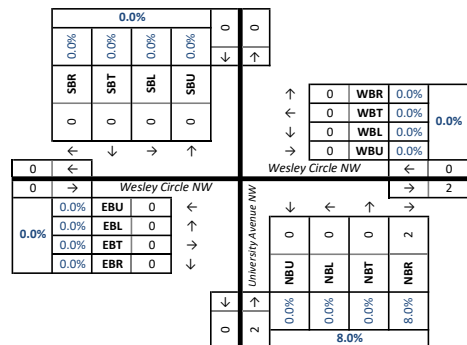 0.0%
0 0
0.0% 0.0% 0.0% 0.0%
↓ ↑
SBR SBT SBL SBU
0 0 0 0
← ↓ → ↑
↑ 0 WBR 0.0%
← 0 WBT 0.0%
0.0%
↓ 0 WBL 0.0%
→ 0 WBU 0.0%
0 ←
Wesley Circle NW
← 0
0 →
Wesley Circle NW
→ 2
0.0%
0.0% EBU 0 ←
0.0% EBL 0 ↑
0.0% EBT 0 →
0.0% EBR 0 ↓
University Avenue NW
↓ ← ↑ →
0 0 0 2
NBU NBL NBT NBR
0.0% 0.0% 0.0% 8.0%
↓ ↑
0 2
8.0%